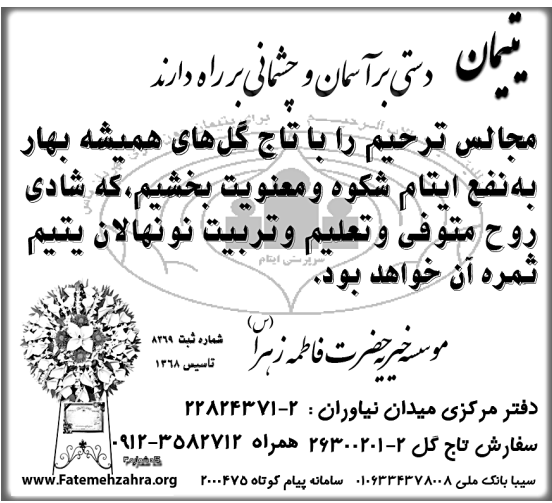 یتیمان دستی بر آسمان و چشمانی بر راه دارند
مجالس ترحیم را با تاج گل‌های همیشه بهار
به‌نفع ایتام شکوه و معنویت بخشیم، که شادی
روح متوفی و تعلیم و تربیت نونهالان یتیم
ثمره آن خواهد بود.
سرپرستی ایتام
موسسه خیریه حضرت فاطمه زهرا (س)
شماره ثبت ۸۳۶۹
تاسیس ۱۳۶۸
دفتر مرکزی میدان نیاوران : ۲-۲۲۸۲۴۳۷۱
سفارش تاج گل ۲-۲۶۳۰۰۲۰۱ همراه ۳۵۸۲۷۱۲-۰۹۱۲
سیبا بانک ملی ۰۱۰۶۳۳۴۳۷۸۰۰۸ سامانه پیام کوتاه ۲۰۰۰۴۷۵
www.Fatemehzahra.org